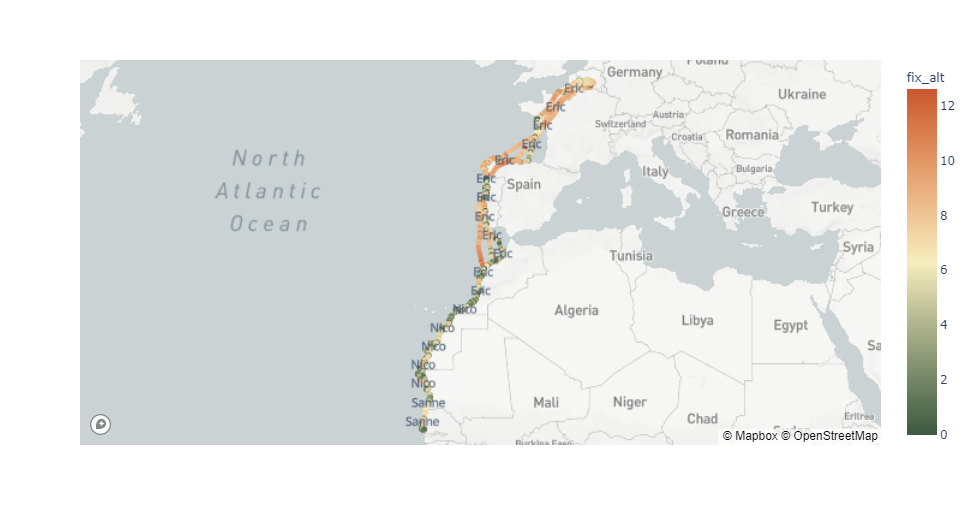 Poland
Germany
Ukraine
Austria
Switzerland
Croatia
Romania
Bulgaria
Italy
Spain
Greece
Turkey
Syria
Tunisia
Algeria
Libya
Egypt
Sa
Mali
Niger
Chad
Eritrea
Burkina Faso
North
Atlantic
Ocean
Eric
Eric
Eric
Eric
Eric
Eric
Eric
Eric
Eric
Eric
Eric
Eric
Nico
Nico
Nico
Nico
Nico
Sanne
Sanne
© Mapbox © OpenStreetMap
fix_alt
12
10
8
6
4
2
0